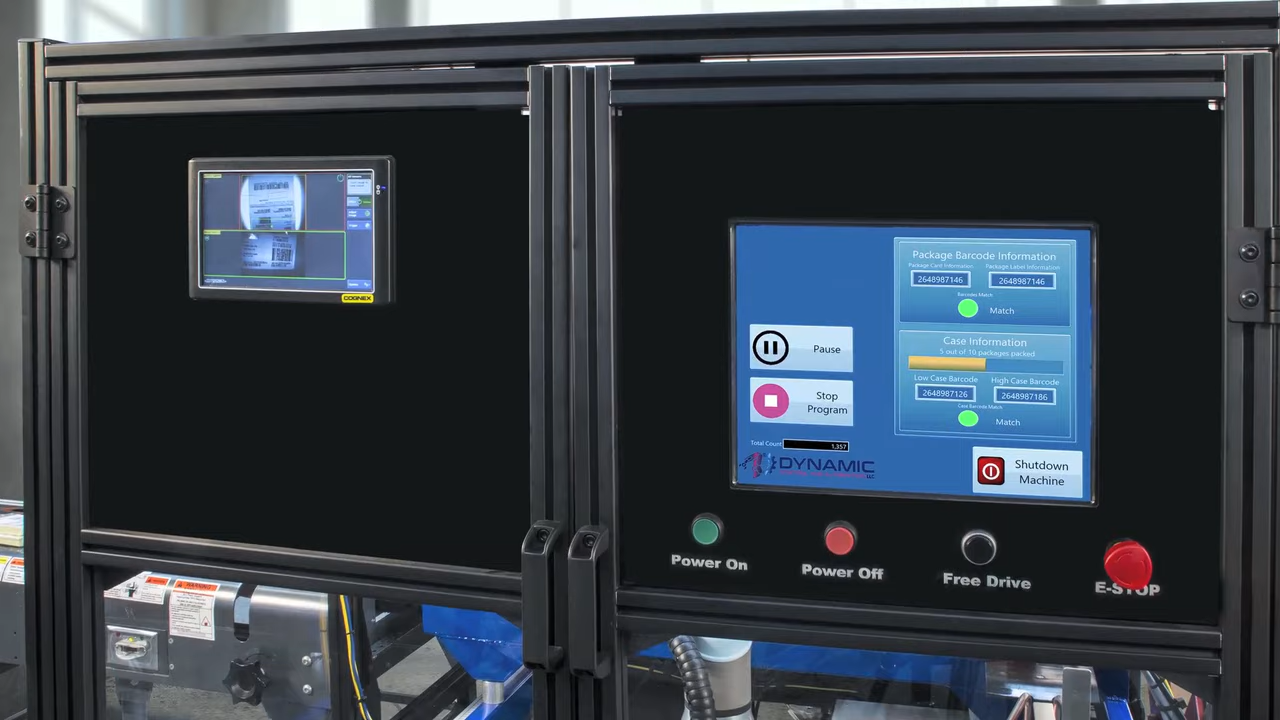 COGNEX
Package Barcode Information
Package Card Information
Package Label Information
2648987146
2648987146
Barcodes Match
Match
Case Information
5 out of 10 packages packed
Low Case Barcode
High Case Barcode
2648987126
2648987186
Case Barcode Match
Match
Pause
Stop
Program
Total Count
1,357
DYNAMIC
LLC
Shutdown
Machine
Power On
Power Off
Free Drive
E-STOP
WARNING